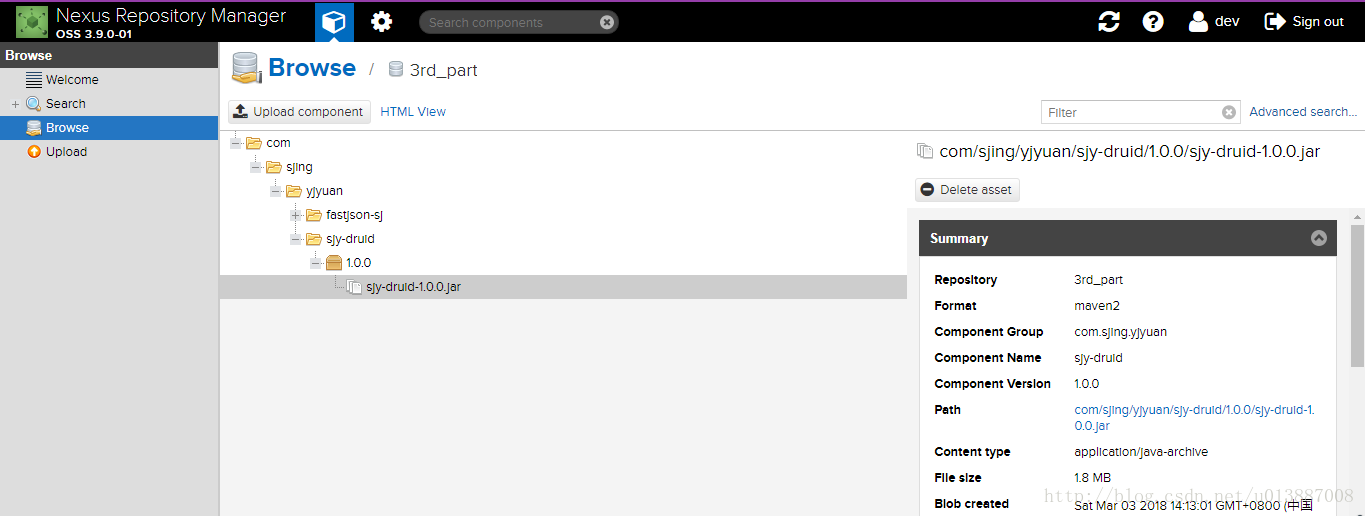 Nexus Repository Manager
OSS 3.9.0-01
Search components
dev
Sign out
Browse
Welcome
Search
Browse
Upload
Browse / 3rd_part
Upload component
HTML View
Filter
Advanced search...
com
sjing
yjyuan
fastjson-sj
sjy-druid
1.0.0
sjy-druid-1.0.0.jar
com/sjing/yjyuan/sjy-druid/1.0.0/sjy-druid-1.0.0.jar
Delete asset
Summary
Repository 3rd_part
Format maven2
Component Group com.sjing.yjyuan
Component Name sjy-druid
Component Version 1.0.0
Path com/sjing/yjyuan/sjy-druid/1.0.0/sjy-druid-1.
0.0.jar
Content type application/java-archive
File size 1.8 MB
Blob created Sat Mar 03 2018 14:13:01 GMT+0800 (中国
http://blog.csdn.net/u013887008